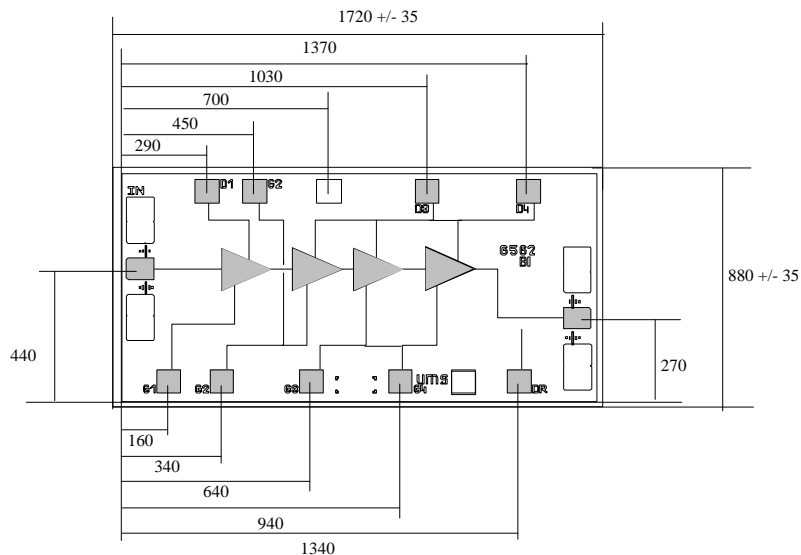 1720 +/- 35
1370
1030
700
450
290
D1
G2
IN
D3
D4
G562
BI
880 +/- 35
440
270
G1
G2
G3
UMS
G4
DR
160
340
640
940
1340